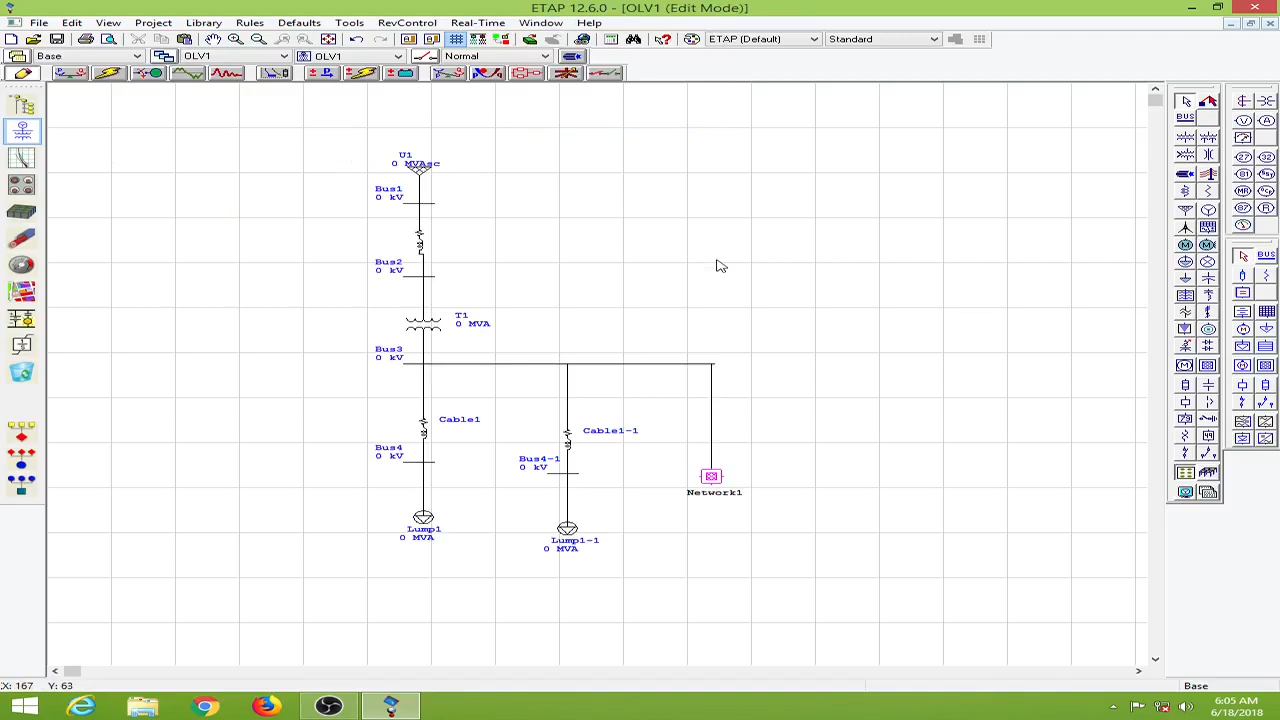 ETAP 12.6.0 - [OLV1 (Edit Mode)]
File Edit View Project Library Rules Defaults Tools RevControl Real-Time Window Help
ETAP (Default) Standard
Base OLV1 OLV1 Normal
U1
0 MVAsc
Bus1
0 kV
Bus2
0 kV
T1
0 MVA
Bus3
0 kV
Cable1
Cable1-1
Bus4
0 kV
Bus4-1
0 kV
Network1
Lump1
0 MVA
Lump1-1
0 MVA
BUS
BUS
X: 167 Y: 63 Base
6:05 AM
6/18/2018